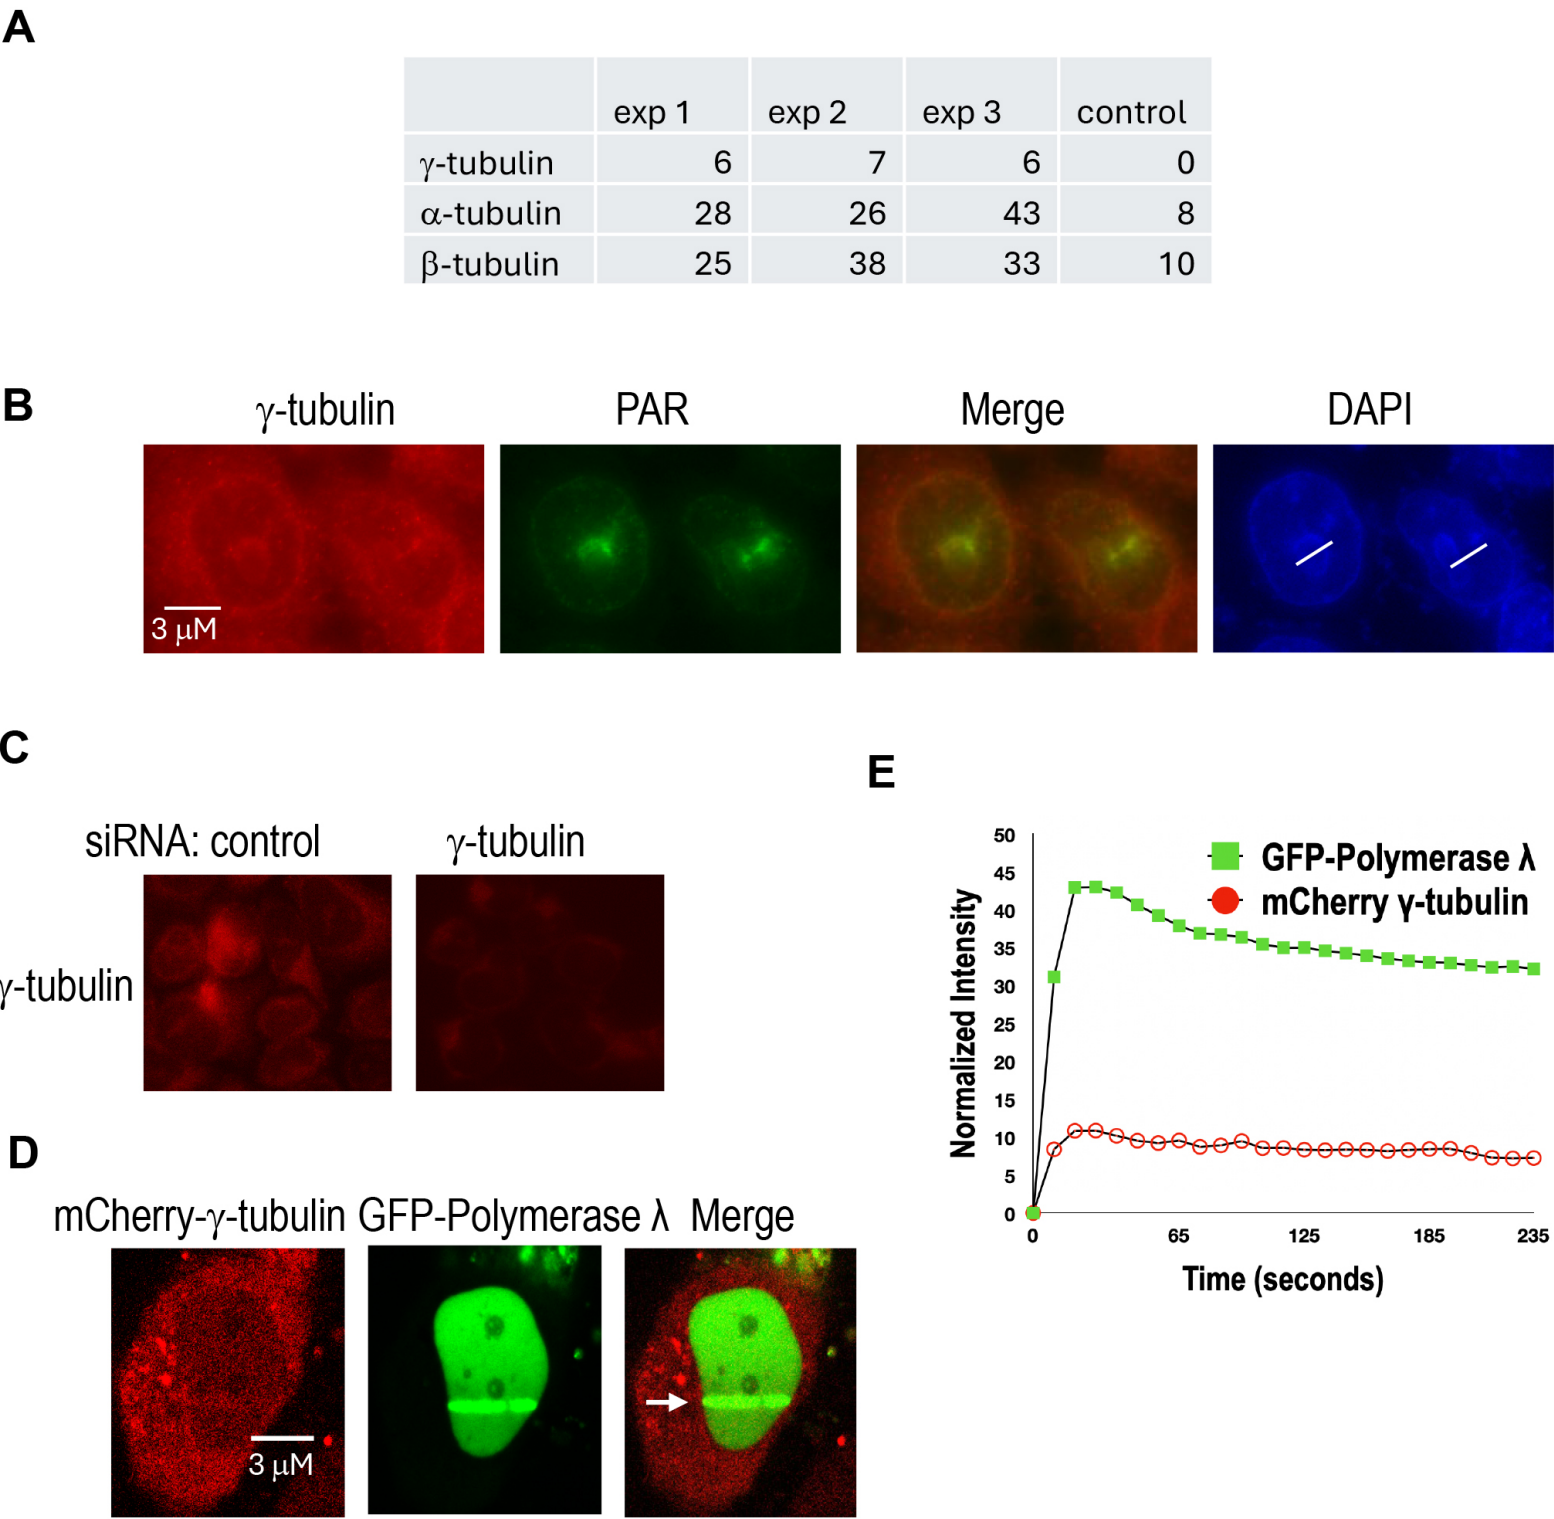 A
exp 1 exp 2 exp 3 control
γ-tubulin 6 7 6 0
α-tubulin 28 26 43 8
β-tubulin 25 38 33 10
B
γ-tubulin PAR Merge DAPI
3 μM
C
siRNA: control γ-tubulin
γ-tubulin
D
mCherry-γ-tubulin GFP-Polymerase λ Merge
3 μM
E
50
45
40
35
30
25
20
15
10
5
0
Normalized Intensity
GFP-Polymerase λ
mCherry γ-tubulin
0 65 125 185 235
Time (seconds)